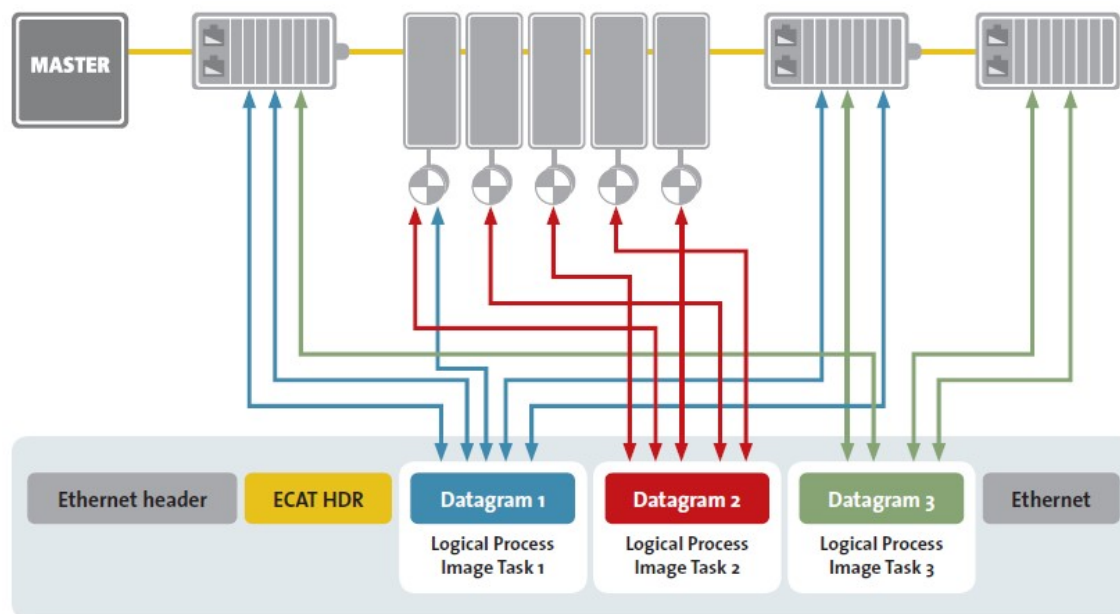 MASTER
Ethernet header
ECAT HDR
Datagram 1
Datagram 2
Datagram 3
Ethernet
Logical Process
Image Task 1
Logical Process
Image Task 2
Logical Process
Image Task 3